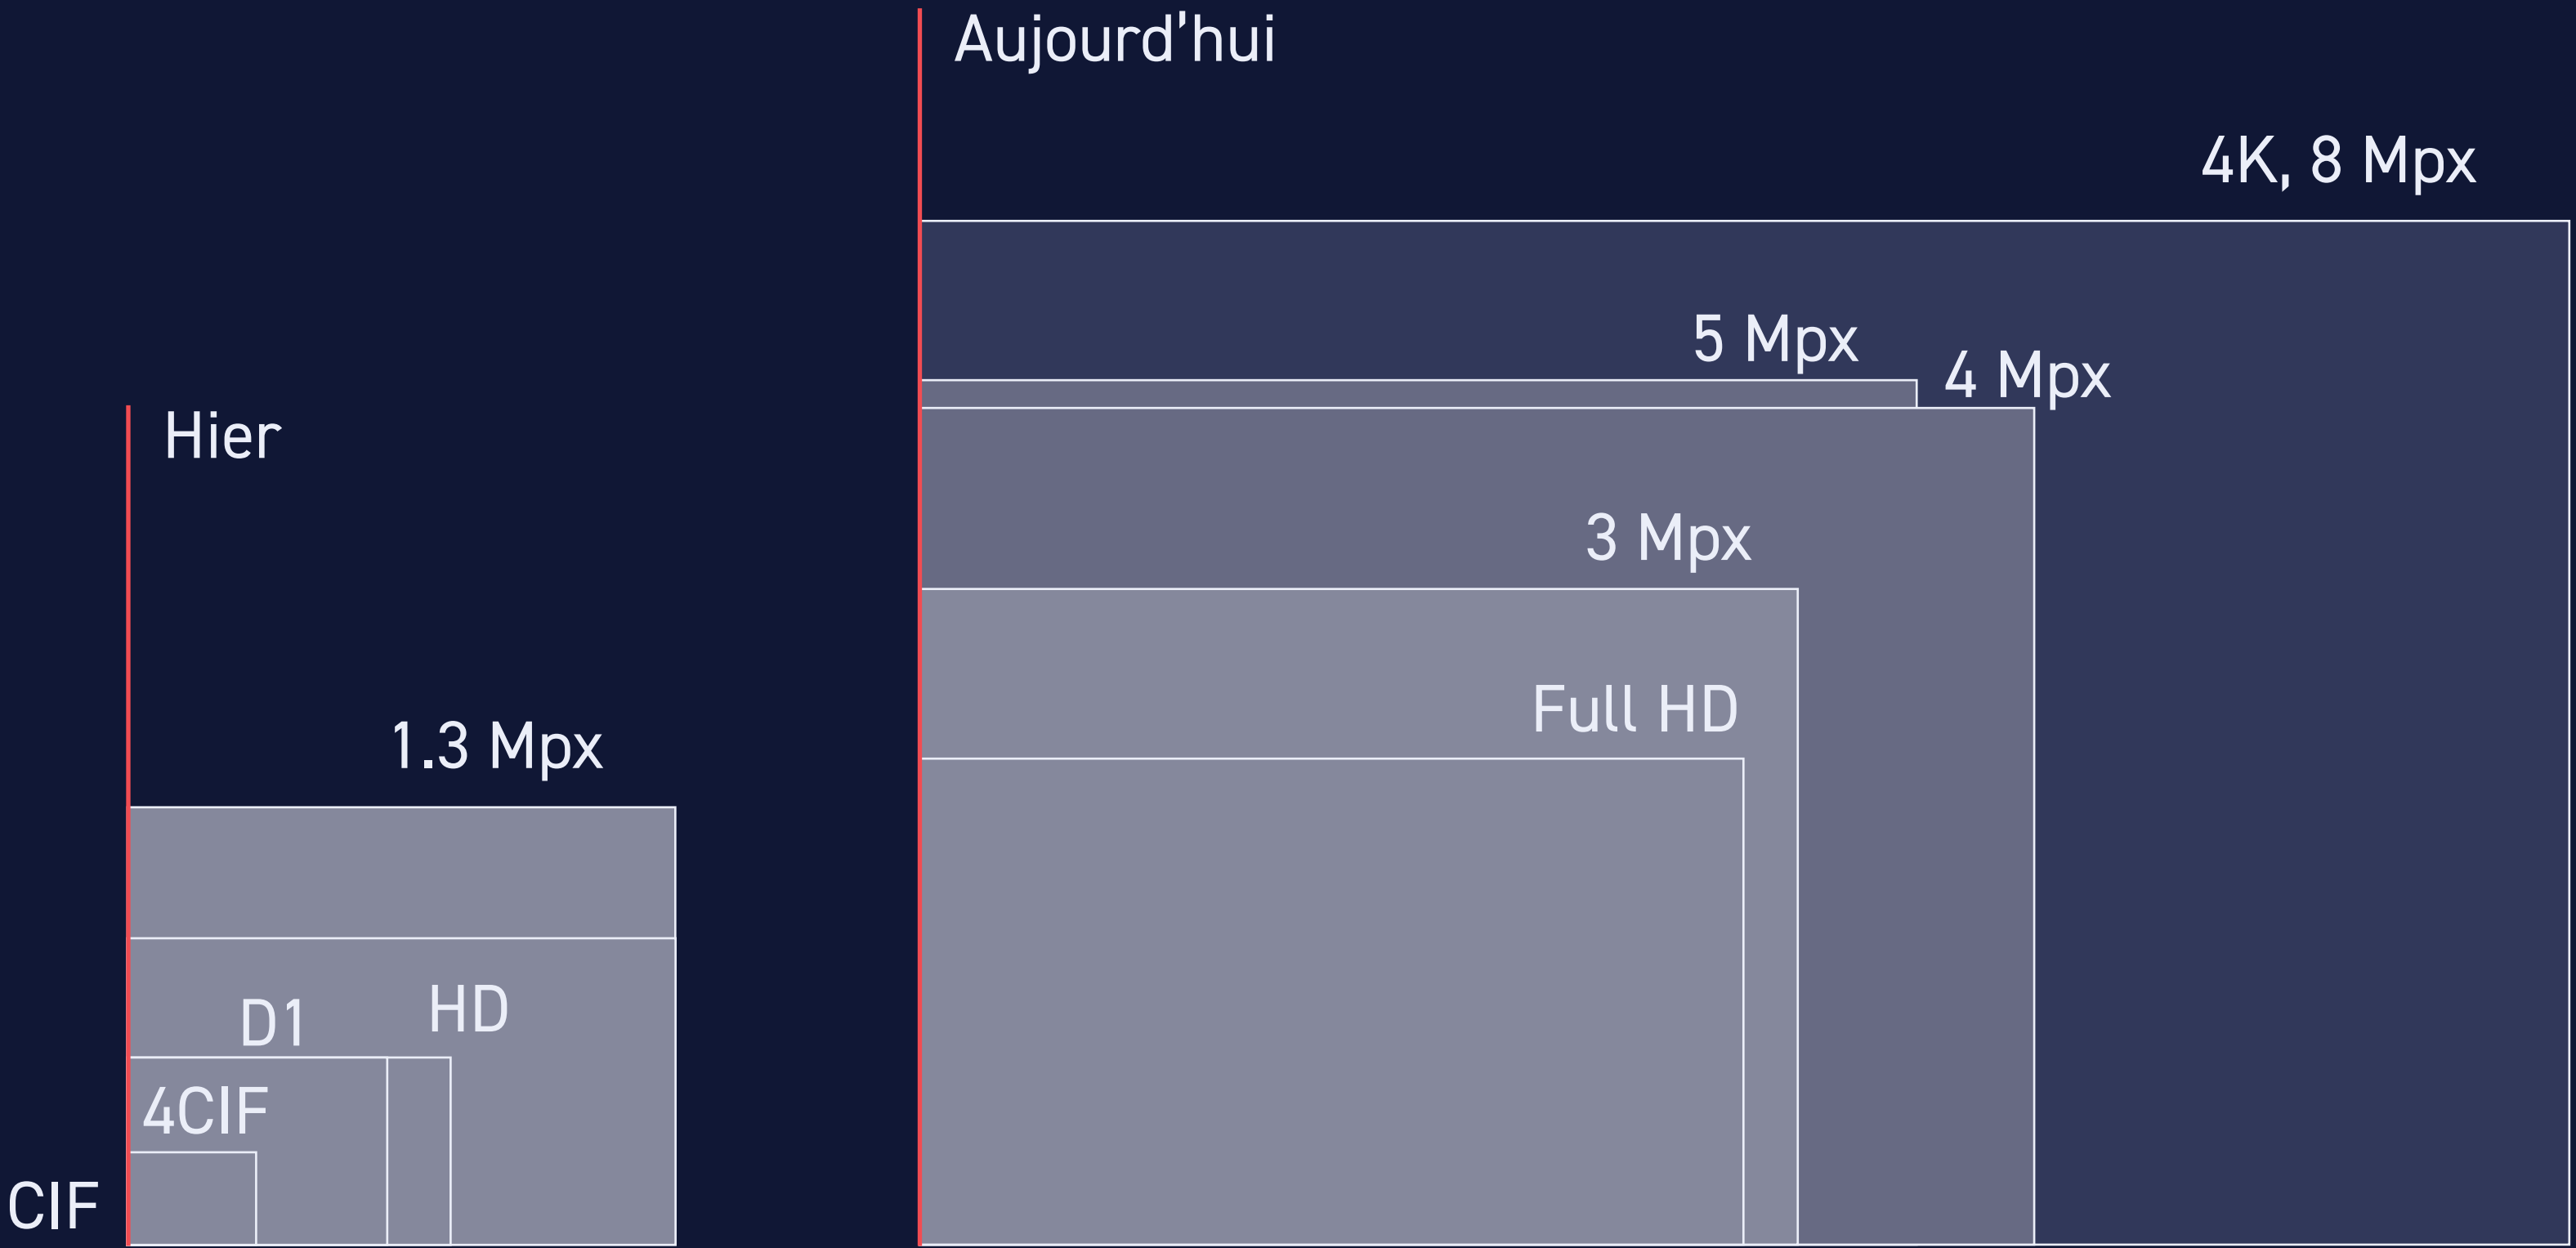 Hier
1.3 Mpx
HD
D1
4CIF
CIF
Aujourd'hui
4K, 8 Mpx
5 Mpx
4 Mpx
3 Mpx
Full HD